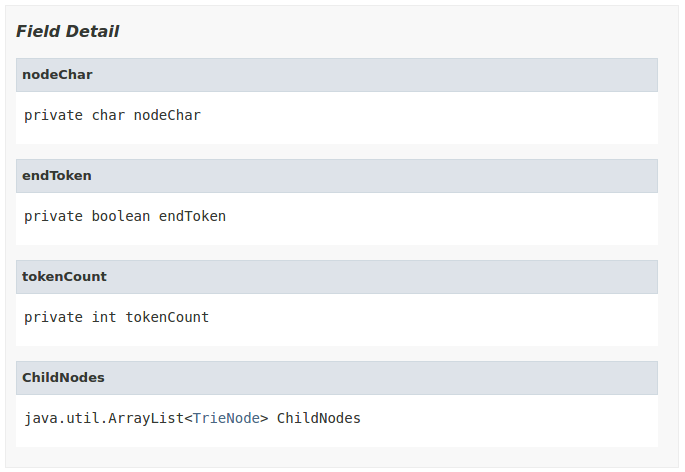 Field Detail
nodeChar
private char nodeChar
endToken
private boolean endToken
tokenCount
private int tokenCount
ChildNodes
java.util.ArrayList<TrieNode> ChildNodes